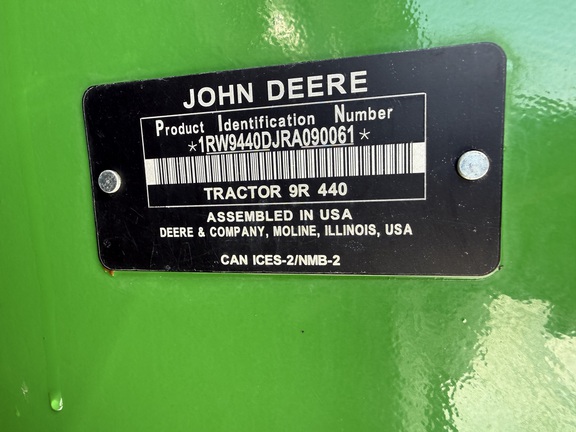 JOHN DEERE
Product Identification Number
*1RW9440DJRA090061*
TRACTOR 9R 440
ASSEMBLED IN USA
DEERE & COMPANY, MOLINE, ILLINOIS, USA
CAN ICES-2/NMB-2